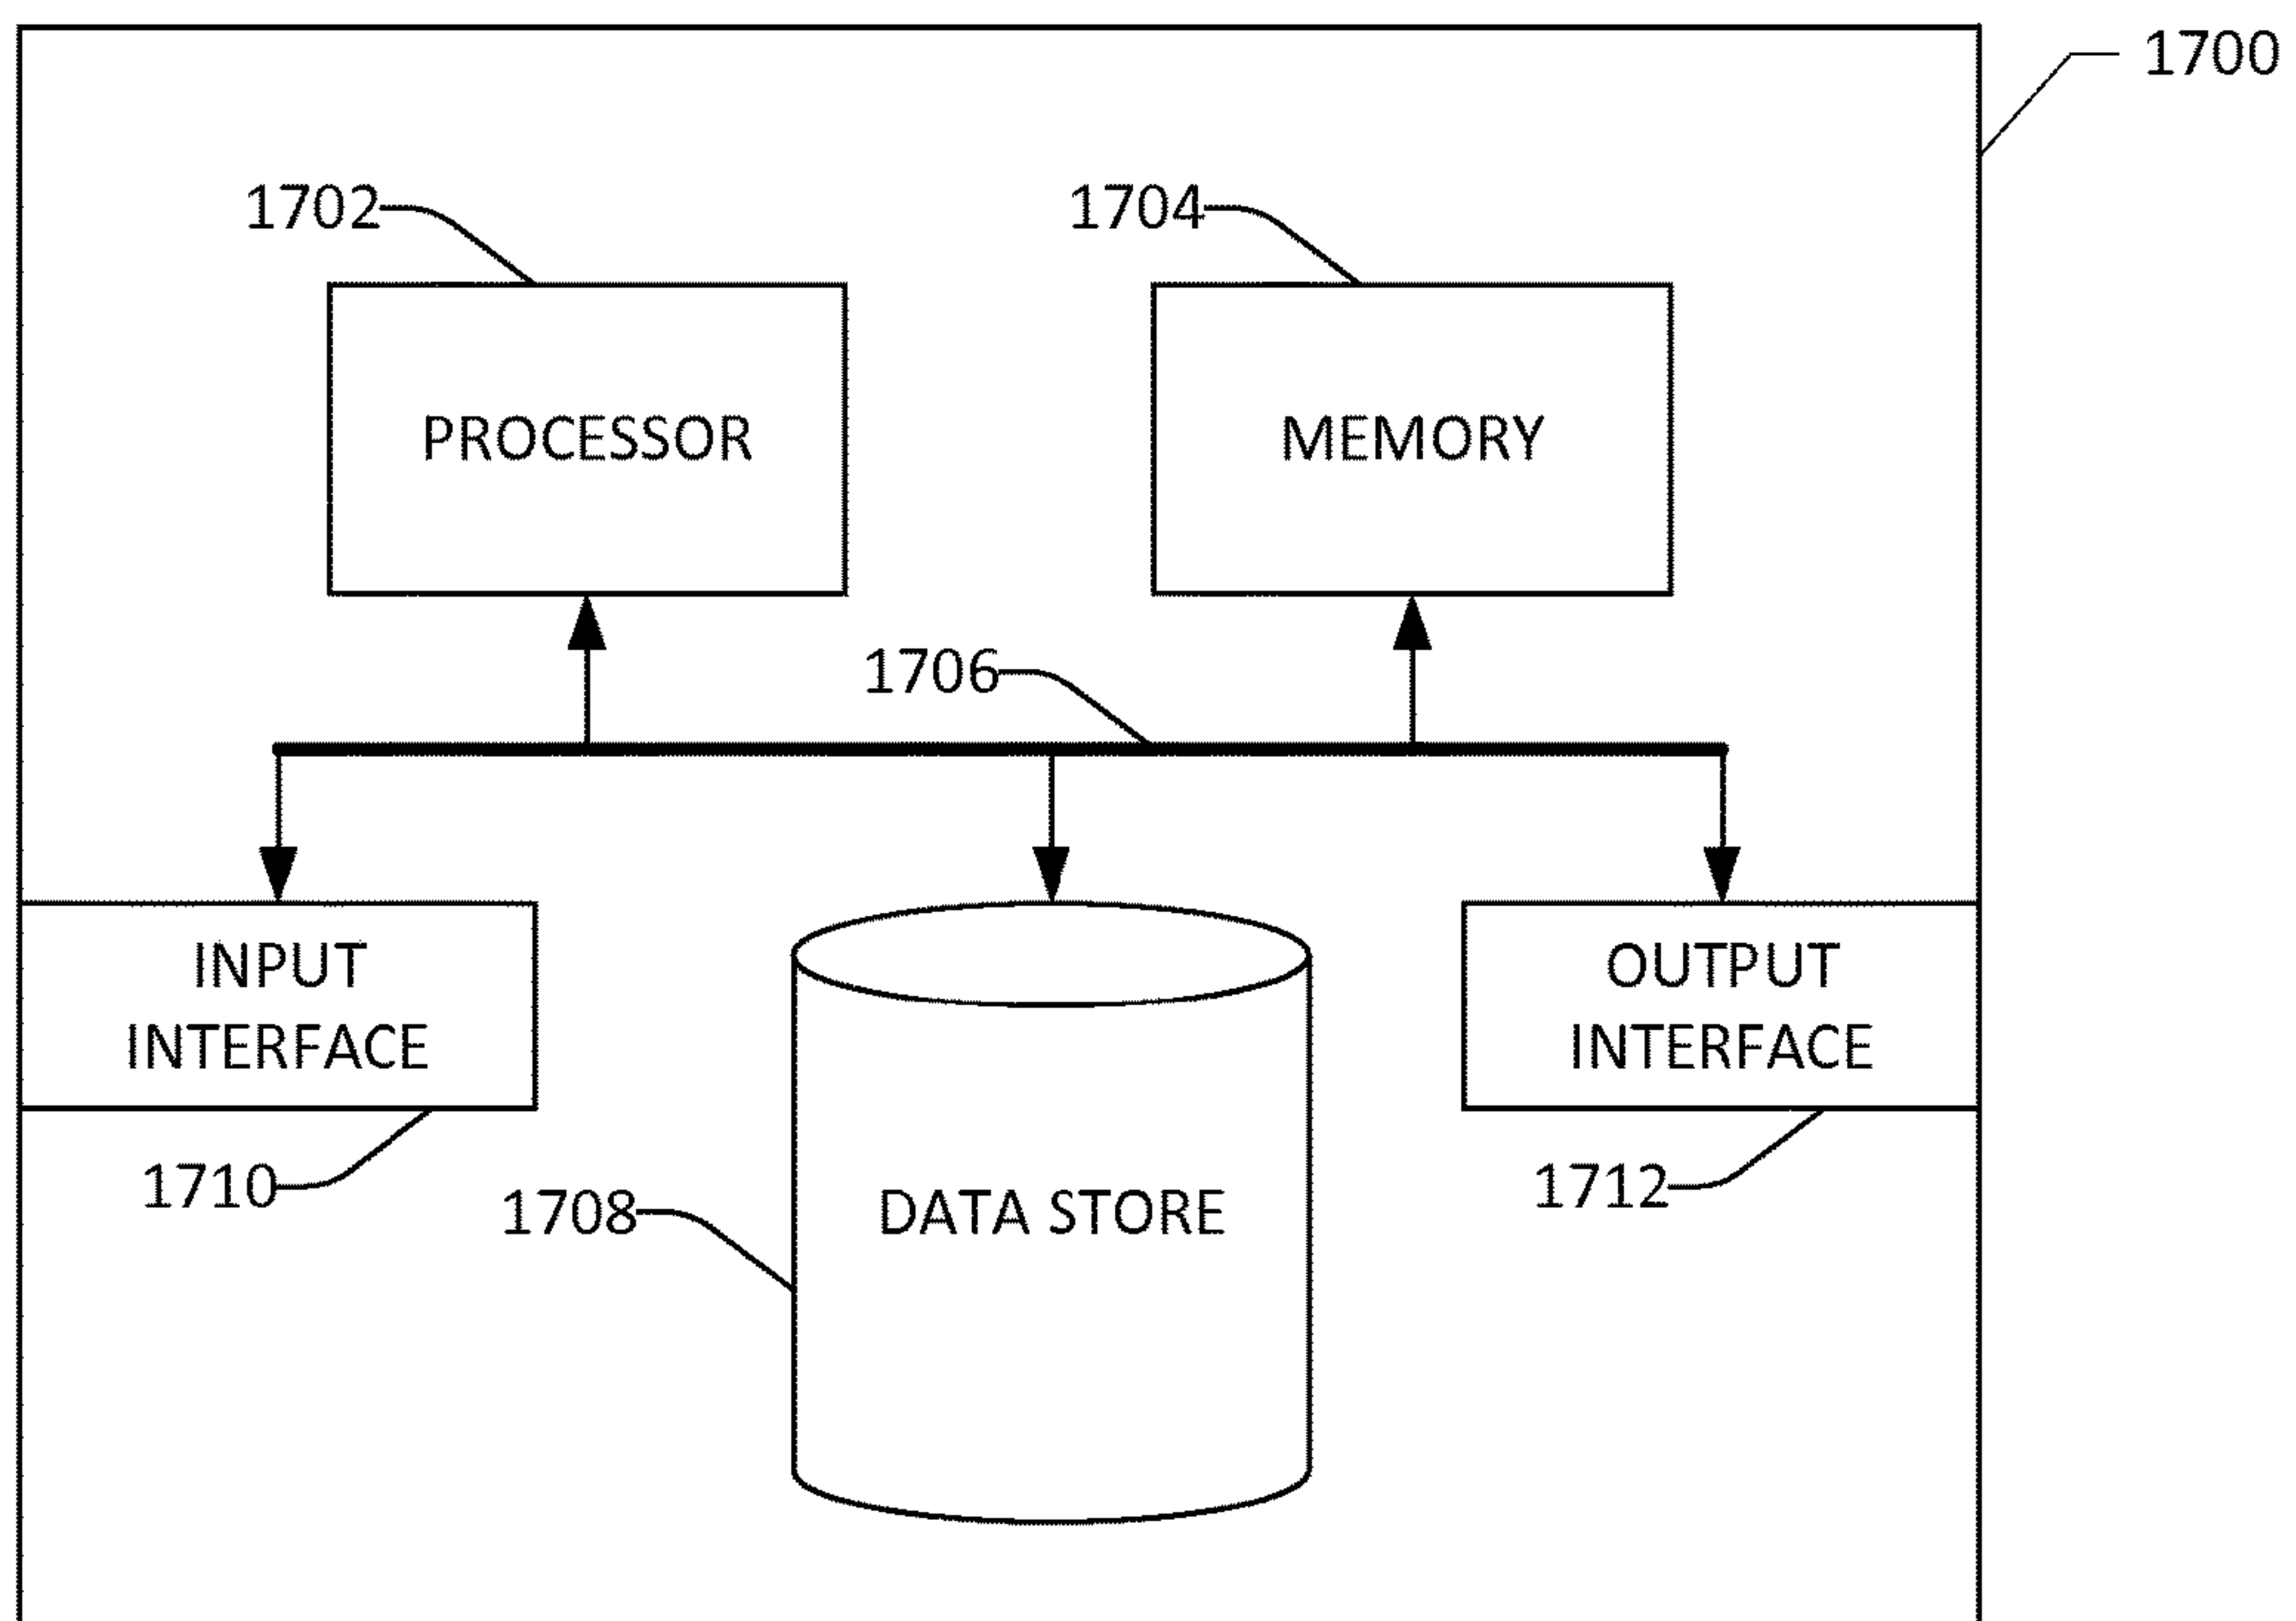 1700
1702
1704
PROCESSOR
MEMORY
1706
INPUT
INTERFACE
OUTPUT
INTERFACE
1710
1708
DATA STORE
1712